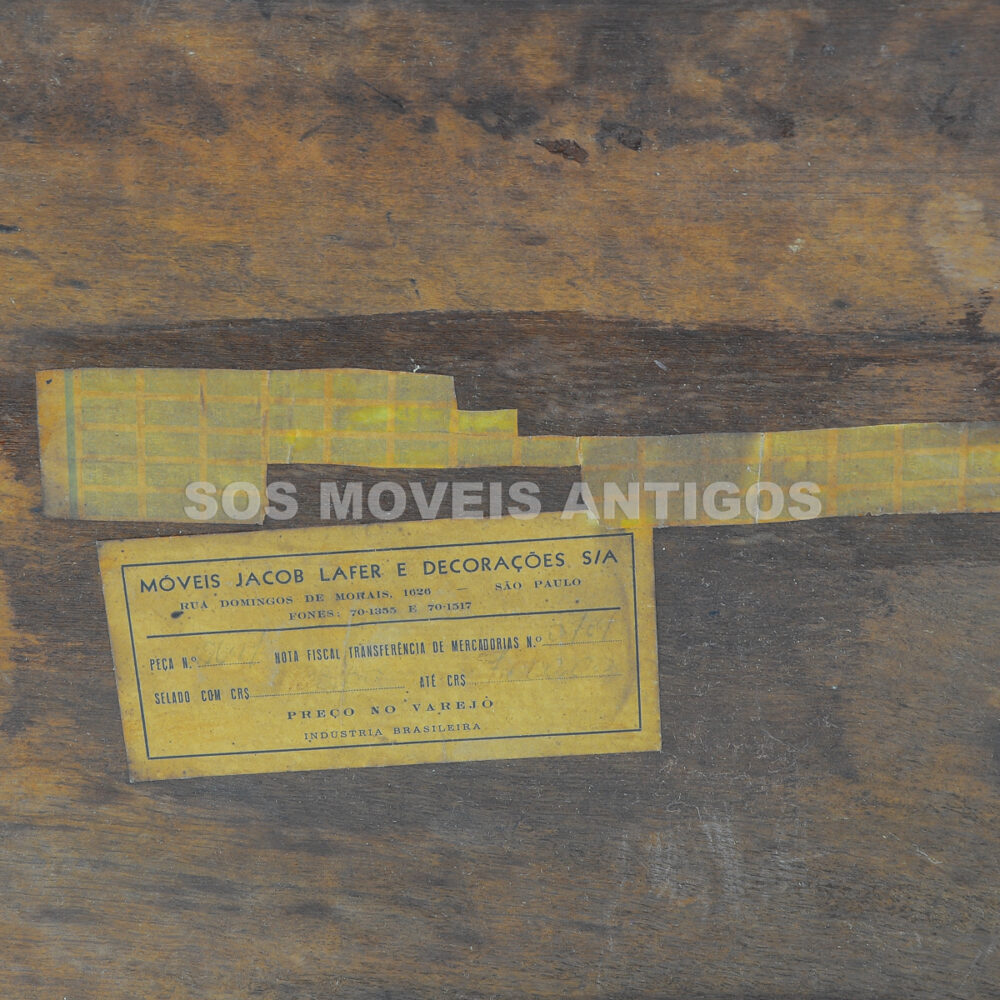 SOS MOVEIS ANTIGOS
MÓVEIS JACOB LAFER E DECORAÇÕES S/A
RUA DOMINGOS DE MORAIS, 1626 — SÃO PAULO
FONES: 70-1355 E 70-1517
PEÇA N.º NOTA FISCAL TRANSFERÊNCIA DE MERCADORIAS N.º
SELADO COM CR$ ATÉ CR$
PREÇO NO VAREJO
INDUSTRIA BRASILEIRA